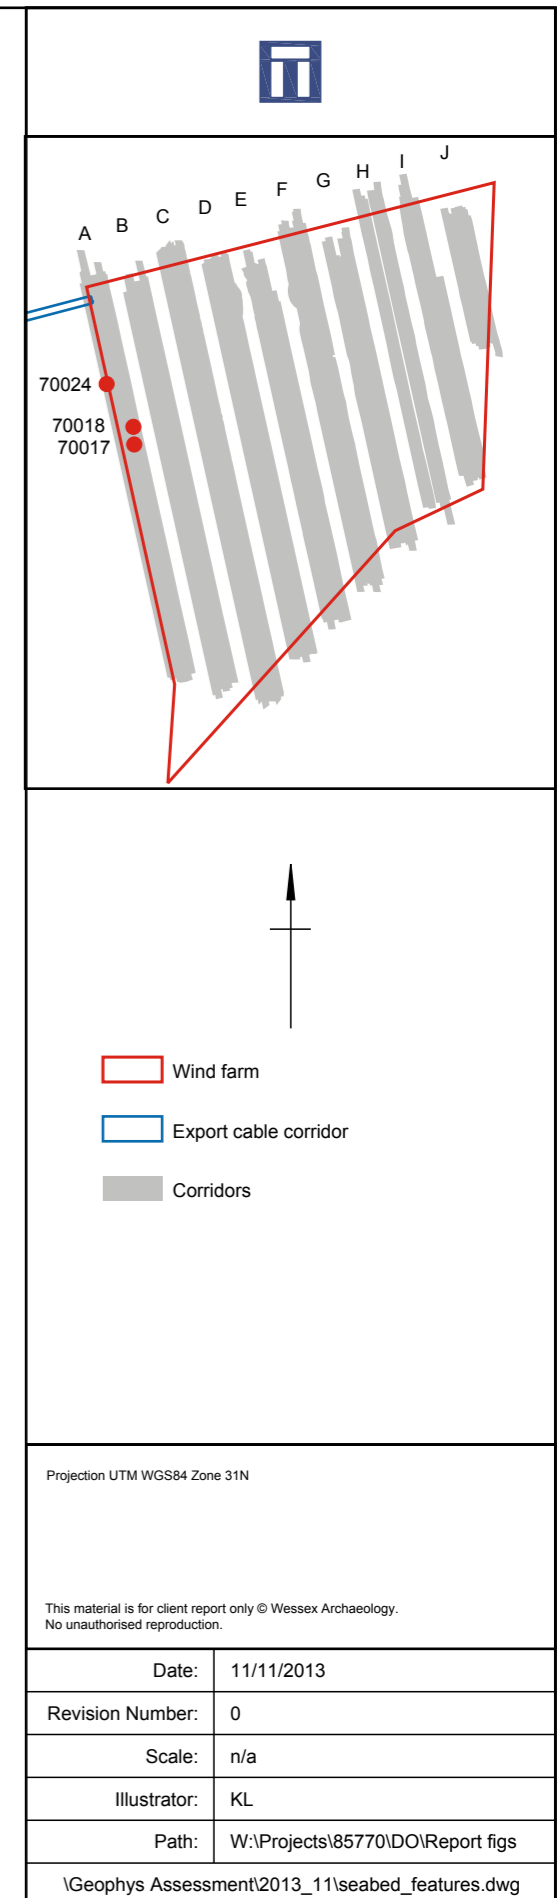 A B C D E F G H I J
70024
70018
70017
Wind farm
Export cable corridor
Corridors
Projection UTM WGS84 Zone 31N
This material is for client report only © Wessex Archaeology.
No unauthorised reproduction.
Date: 11/11/2013
Revision Number: 0
Scale: n/a
Illustrator: KL
Path: W:\Projects\85770\DO\Report figs
\Geophys Assessment\2013_11\seabed_features.dwg